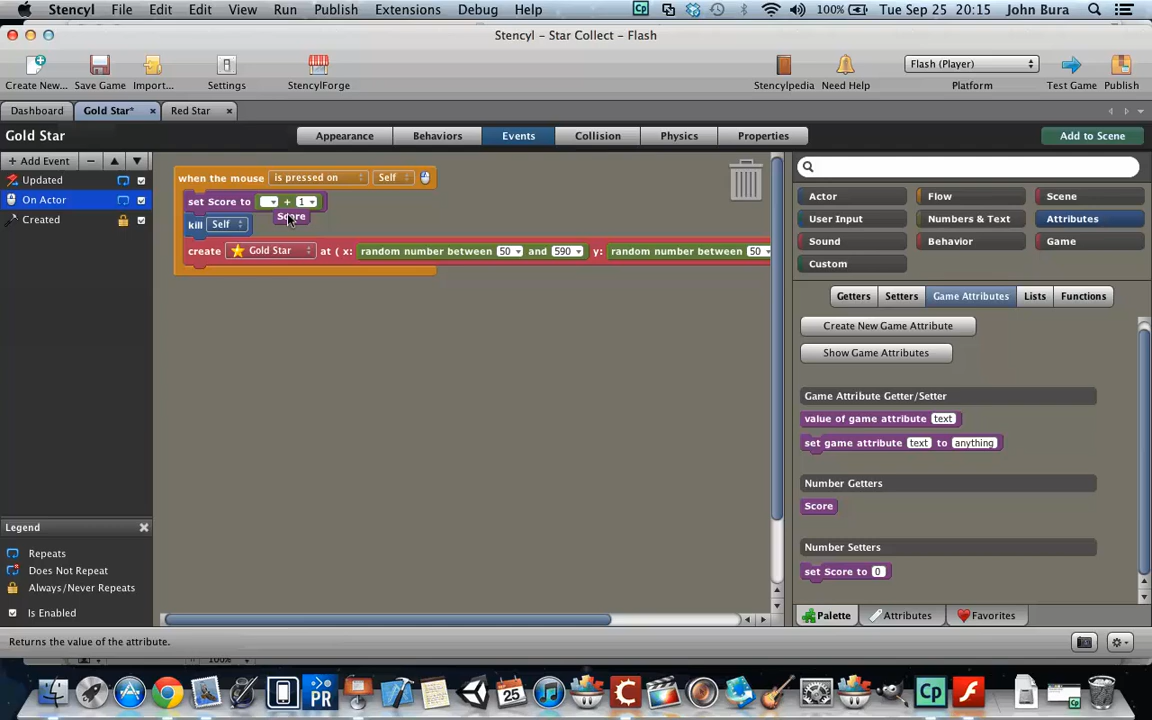 Stencyl File Edit View Run Publish Extensions Debug Window Help 100% Tue Sep 25 20:15 John Bura
Stencyl - Star Collect - Flash
Create New... Save Game Import... Settings StencylForge Stencylpedia Need Help Flash (Player) Platform Test Game Publish
Dashboard Gold Star* Red Star
Gold Star Appearance Behaviors Events Collision Physics Properties Add to Scene
+ Add Event
Updated
On Actor
Created
when the mouse is pressed on Self
set Score to + 1
Score
kill Self
create Gold Star at ( x: random number between 50 and 590 y: random number between 50
Actor Flow Scene
User Input Numbers & Text Attributes
Sound Behavior Game
Custom
Getters Setters Game Attributes Lists Functions
Create New Game Attribute
Show Game Attributes
Game Attribute Getter/Setter
value of game attribute text
set game attribute text to anything
Number Getters
Score
Number Setters
set Score to 0
Legend
Repeats
Does Not Repeat
Always/Never Repeats
Is Enabled
Palette Attributes Favorites
Returns the value of the attribute.
100%
PR 25 Cp